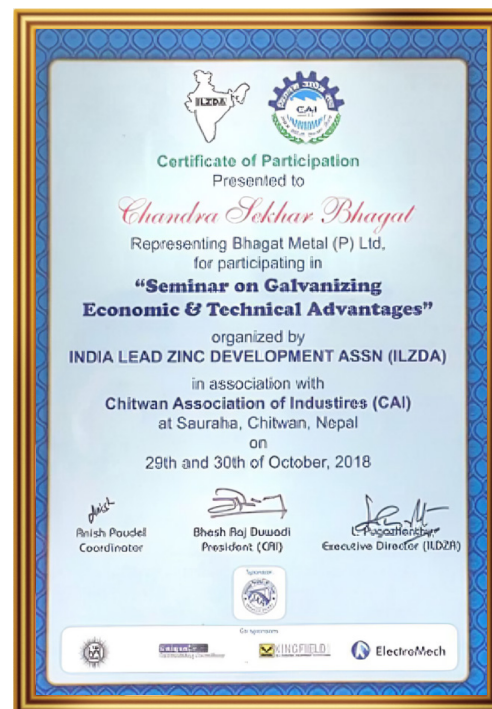 ILZDA
CAI
Certificate of Participation
Presented to
Chandra Sekhar Bhagat
Representing Bhagat Metal (P) Ltd,
for participating in
“Seminar on Galvanizing
Economic & Technical Advantages”
organized by
INDIA LEAD ZINC DEVELOPMENT ASSN (ILZDA)
in association with
Chitwan Association of Industires (CAI)
at Sauraha, Chitwan, Nepal
on
29th and 30th of October, 2018
Anish Poudell
Coordinator
Bhesh Raj Duwadi
President (CAI)
L. Pugazhenthy
Executive Director (ILDZA)
Sponsor
Co sponsors
KINGFIELD
ElectroMech